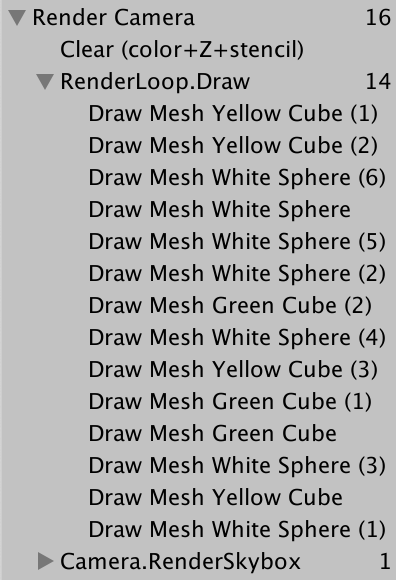 Render Camera 16
Clear (color+Z+stencil)
RenderLoop.Draw 14
Draw Mesh Yellow Cube (1)
Draw Mesh Yellow Cube (2)
Draw Mesh White Sphere (6)
Draw Mesh White Sphere
Draw Mesh White Sphere (5)
Draw Mesh White Sphere (2)
Draw Mesh Green Cube (2)
Draw Mesh White Sphere (4)
Draw Mesh Yellow Cube (3)
Draw Mesh Green Cube (1)
Draw Mesh Green Cube
Draw Mesh White Sphere (3)
Draw Mesh Yellow Cube
Draw Mesh White Sphere (1)
Camera.RenderSkybox 1